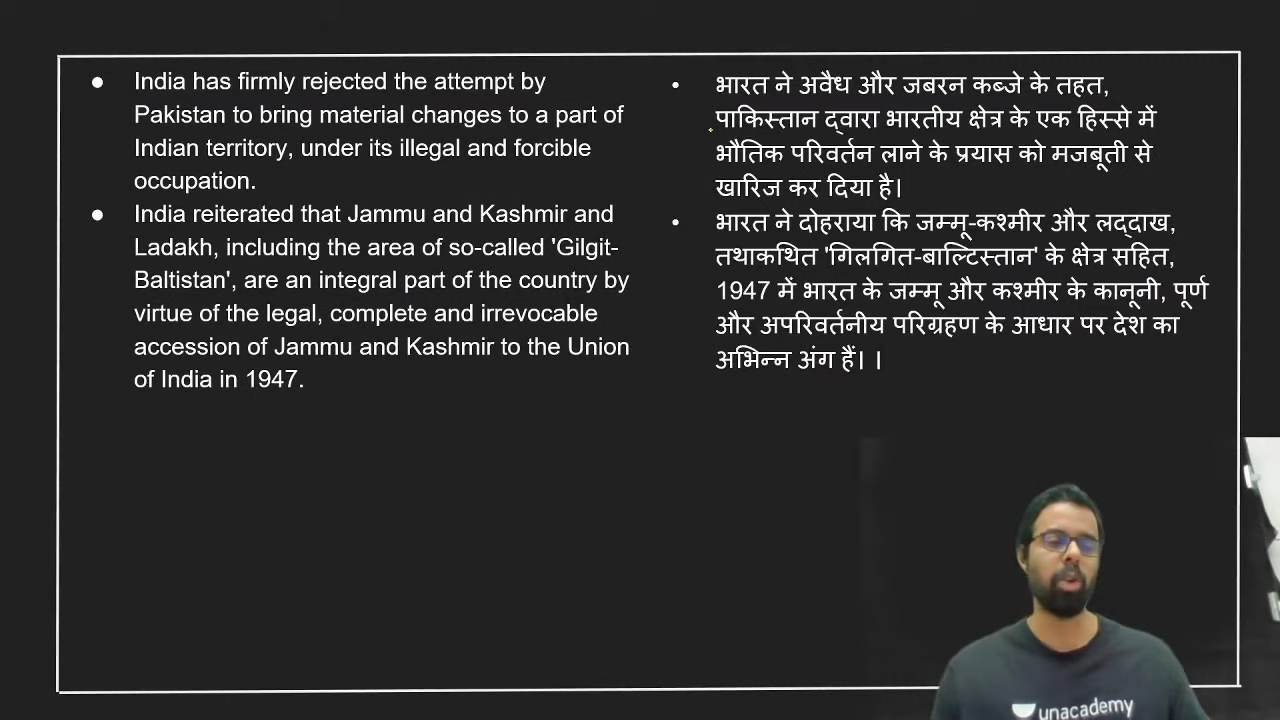 ● India has firmly rejected the attempt by
Pakistan to bring material changes to a part of
Indian territory, under its illegal and forcible
occupation.
● India reiterated that Jammu and Kashmir and
Ladakh, including the area of so-called 'Gilgit-
Baltistan', are an integral part of the country by
virtue of the legal, complete and irrevocable
accession of Jammu and Kashmir to the Union
of India in 1947.
• भारत ने अवैध और जबरन कब्जे के तहत,
पाकिस्तान द्वारा भारतीय क्षेत्र के एक हिस्से में
भौतिक परिवर्तन लाने के प्रयास को मजबूती से
खारिज कर दिया है।
• भारत ने दोहराया कि जम्मू-कश्मीर और लद्दाख,
तथाकथित 'गिलगित-बाल्टिस्तान' के क्षेत्र सहित,
1947 में भारत के जम्मू और कश्मीर के कानूनी, पूर्ण
और अपरिवर्तनीय परिग्रहण के आधार पर देश का
अभिन्न अंग हैं। ।
unacademy